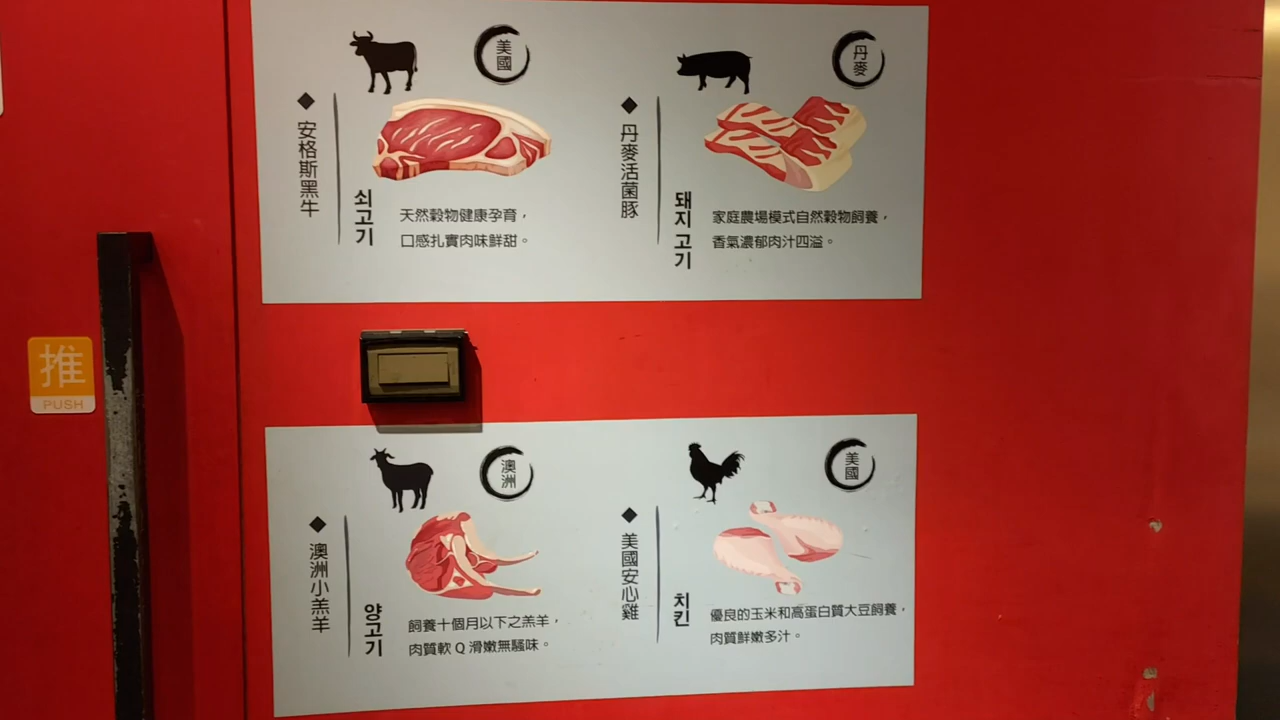 美國
安格斯黑牛
쇠고기
天然穀物健康孕育，
口感扎實肉味鮮甜。
丹麥
丹麥活菌豚
돼지고기
家庭農場模式自然穀物飼養，
香氣濃郁肉汁四溢。
推
PUSH
澳洲
澳洲小羔羊
양고기
飼養十個月以下之羔羊，
肉質軟Q滑嫩無騷味。
美國
美國安心雞
치킨
優良的玉米和高蛋白質大豆飼養，
肉質鮮嫩多汁。